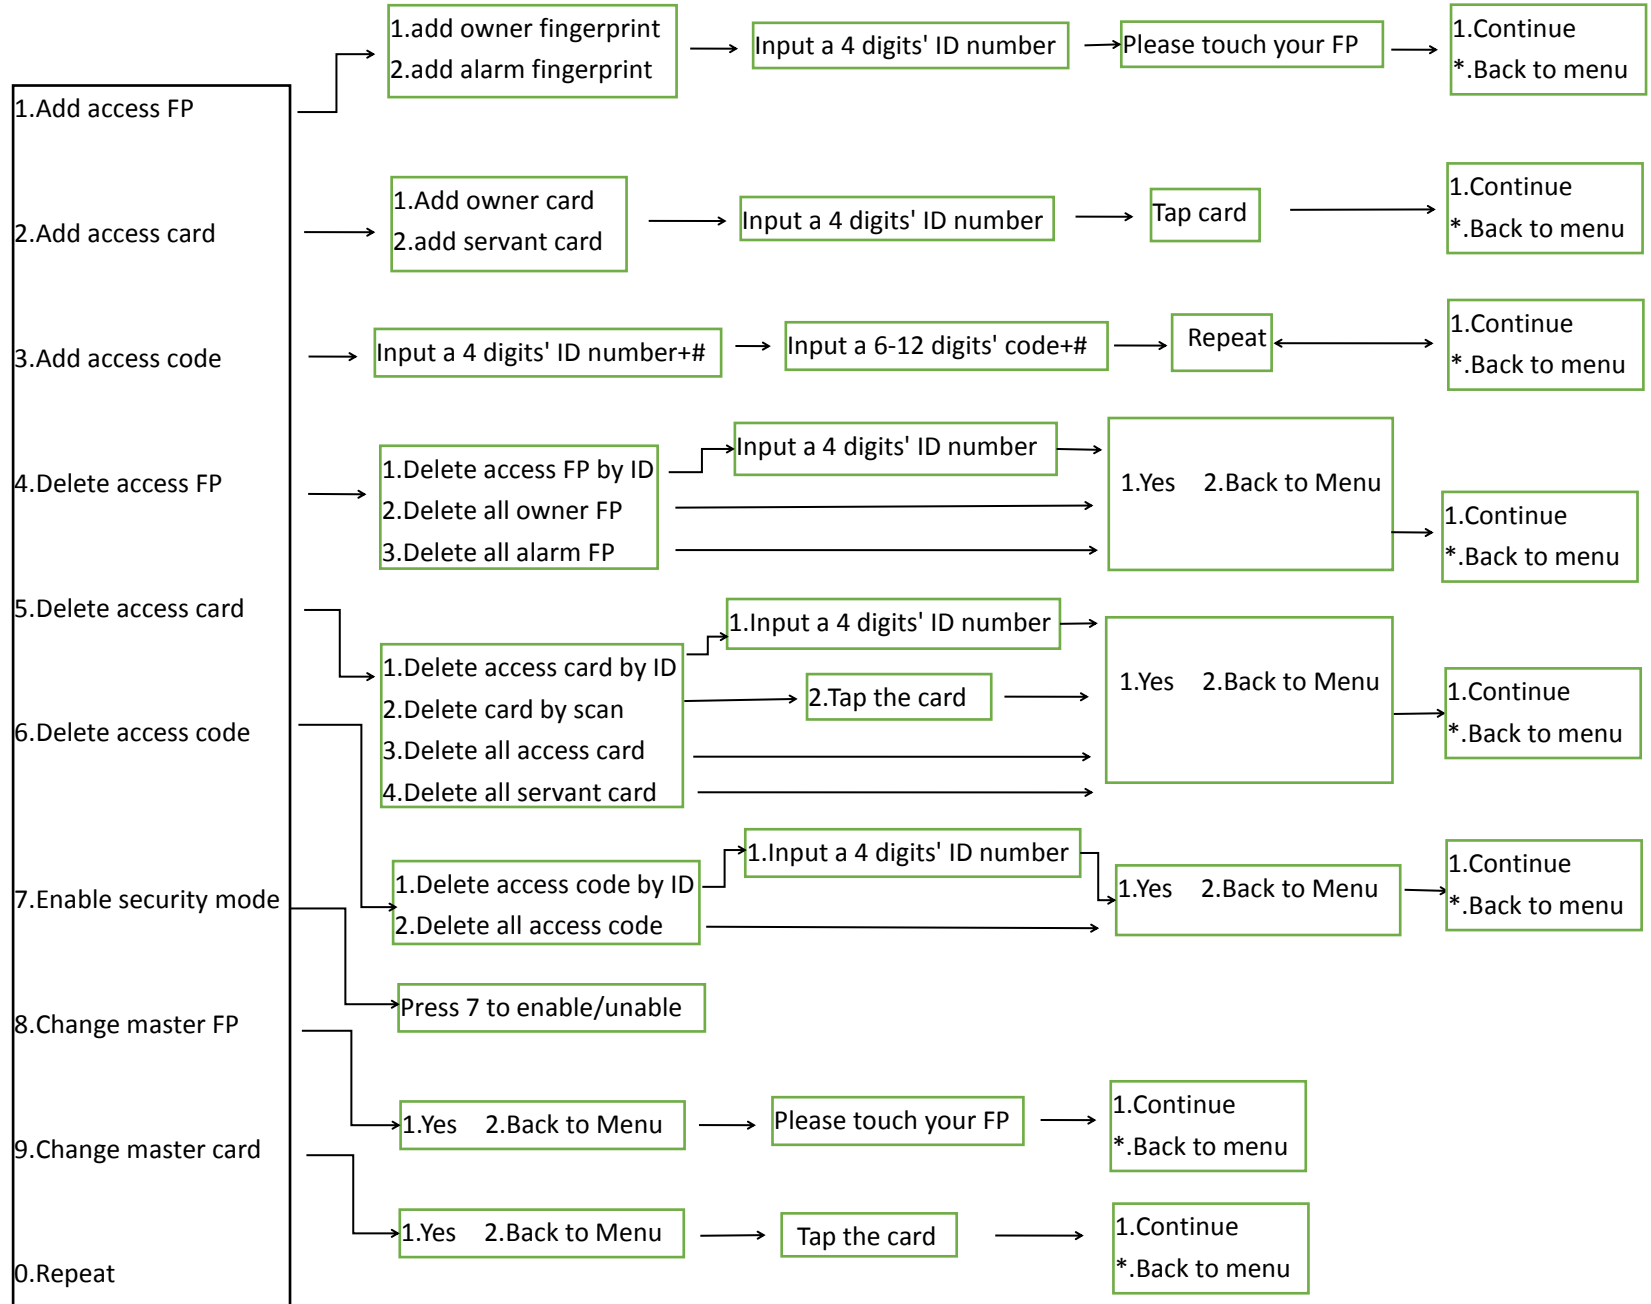 1.Add access FP
1.add owner fingerprint
2.add alarm fingerprint
Input a 4 digits' ID number
Please touch your FP
1.Continue
*.Back to menu
2.Add access card
1.Add owner card
2.add servant card
Input a 4 digits' ID number
Tap card
1.Continue
*.Back to menu
3.Add access code
Input a 4 digits' ID number+#
Input a 6-12 digits' code+#
Repeat
1.Continue
*.Back to menu
4.Delete access FP
1.Delete access FP by ID
2.Delete all owner FP
3.Delete all alarm FP
Input a 4 digits' ID number
1.Yes 2.Back to Menu
1.Continue
*.Back to menu
5.Delete access card
1.Delete access card by ID
2.Delete card by scan
3.Delete all access card
4.Delete all servant card
1.Input a 4 digits' ID number
2.Tap the card
1.Yes 2.Back to Menu
1.Continue
*.Back to menu
6.Delete access code
1.Delete access code by ID
2.Delete all access code
1.Input a 4 digits' ID number
1.Yes 2.Back to Menu
1.Continue
*.Back to menu
7.Enable security mode
Press 7 to enable/unable
8.Change master FP
1.Yes 2.Back to Menu
Please touch your FP
1.Continue
*.Back to menu
9.Change master card
1.Yes 2.Back to Menu
Tap the card
1.Continue
*.Back to menu
0.Repeat